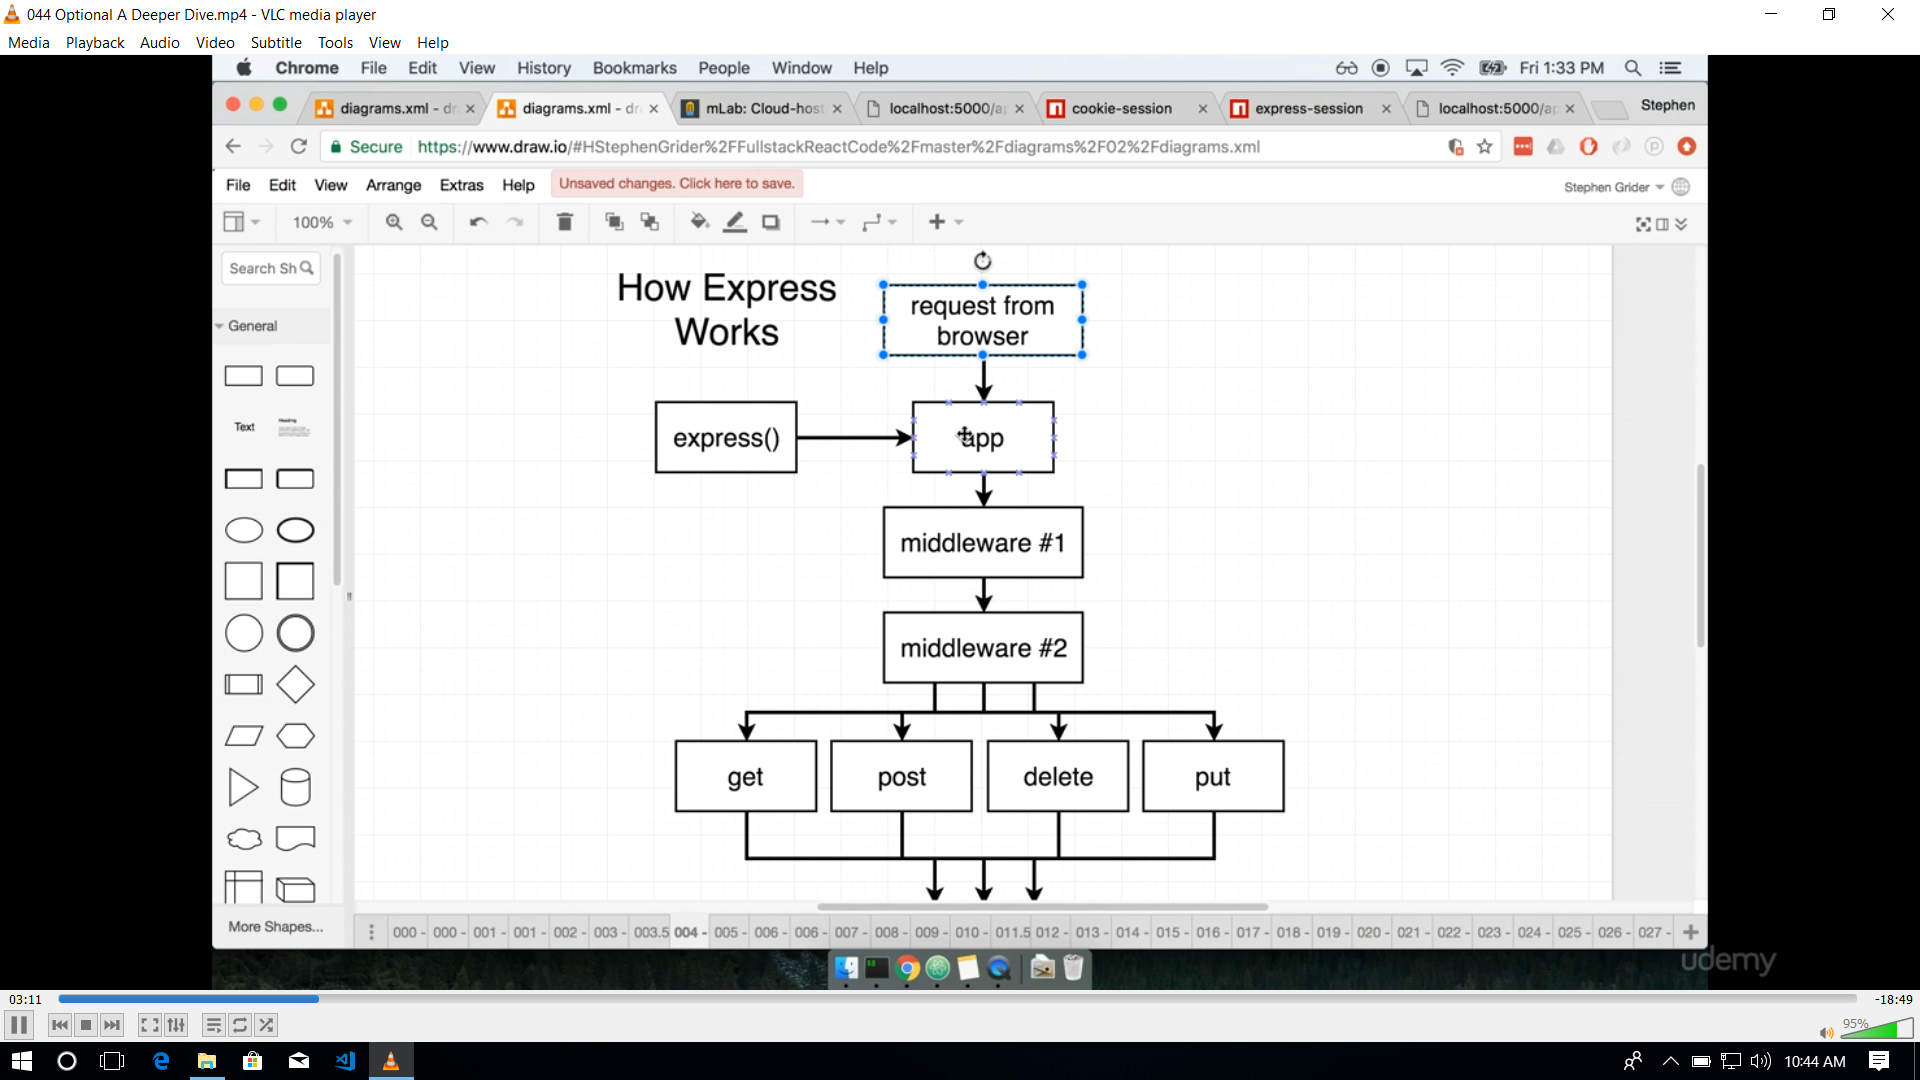 044 Optional A Deeper Dive.mp4 - VLC media player
Media Playback Audio Video Subtitle Tools View Help
Chrome File Edit View History Bookmarks People Window Help Fri 1:33 PM
diagrams.xml - dr diagrams.xml - dr mLab: Cloud-host localhost:5000/a cookie-session express-session localhost:5000/ap Stephen
Secure https://www.draw.io/#HStephenGrider%2FFullstackReactCode%2Fmaster%2Fdiagrams%2F02%2Fdiagrams.xml
File Edit View Arrange Extras Help Unsaved changes. Click here to save. Stephen Grider
100%
Search Sh
General
Text
Heading
More Shapes...
How Express
Works
request from
browser
express()
app
middleware #1
middleware #2
get post delete put
000 - 000 - 001 - 001 - 002 - 003 - 003.5 004 - 005 - 006 - 006 - 007 - 008 - 009 - 010 - 011.5 012 - 013 - 014 - 015 - 016 - 017 - 018 - 019 - 020 - 021 - 022 - 023 - 024 - 025 - 026 - 027 -
udemy
03:11 -18:49
95%
10:44 AM